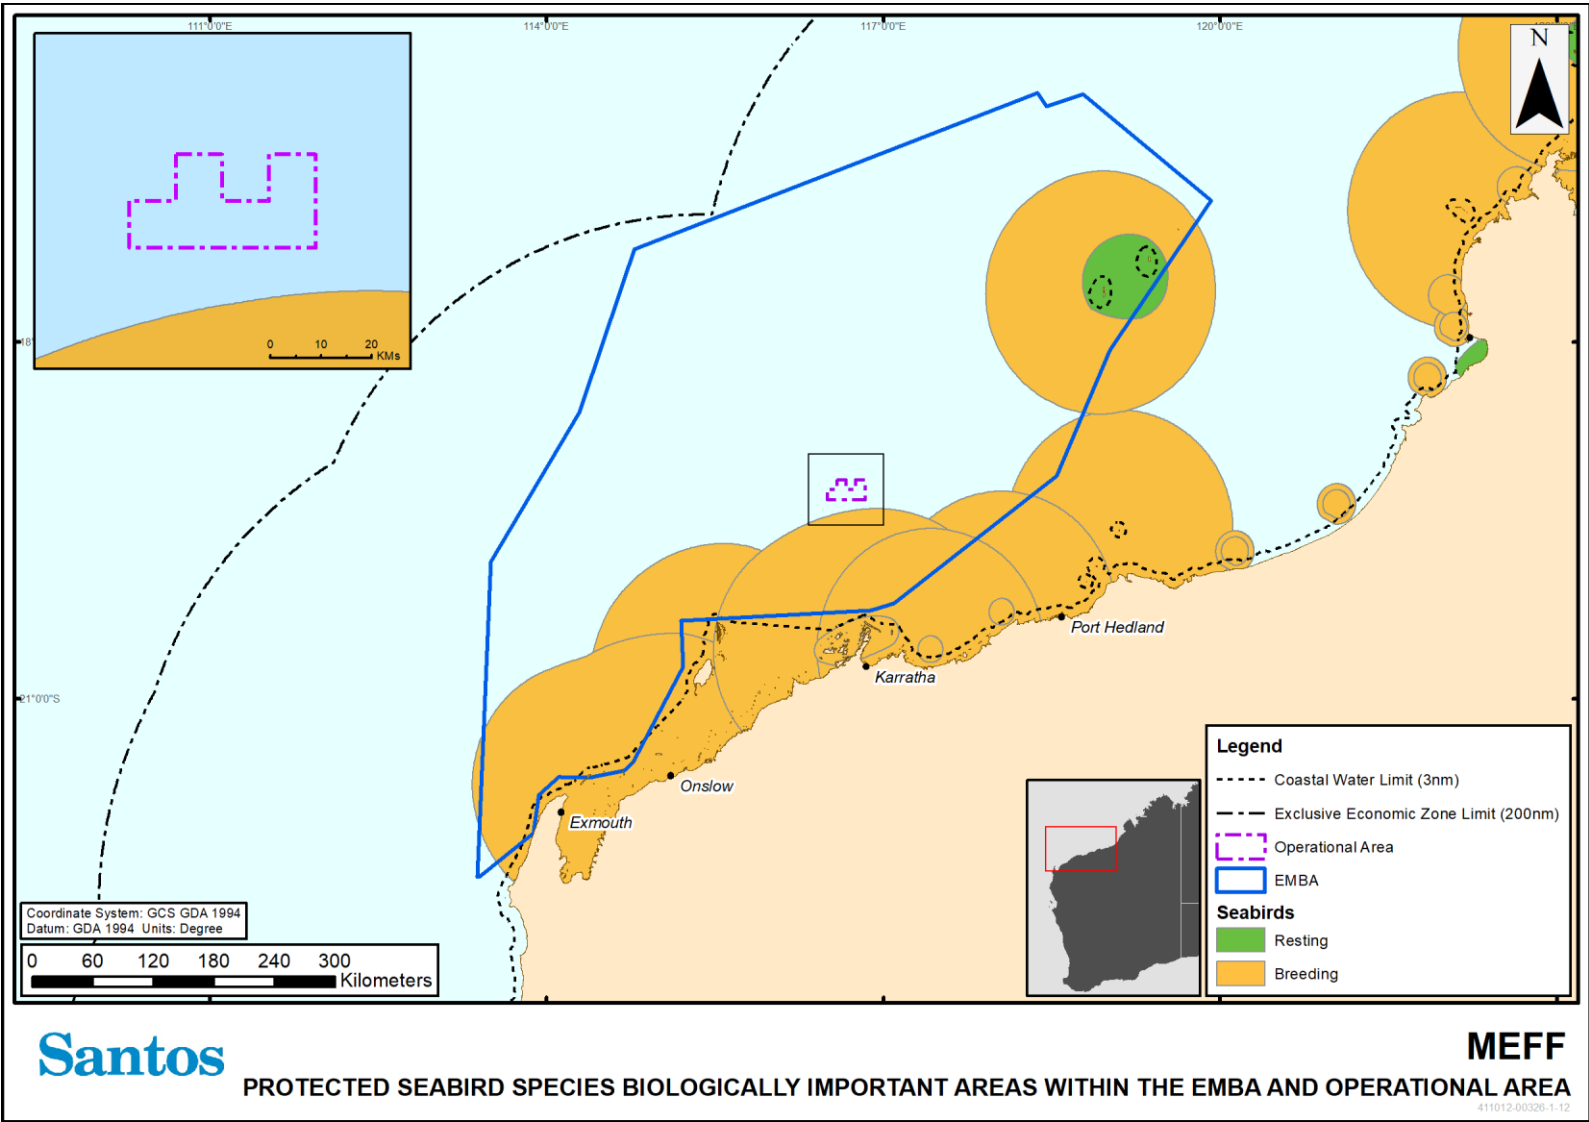 111°0'0"E
114°0'0"E
117°0'0"E
120°0'0"E
N
0 10 20
KMs
18°
21°0'0"S
Port Hedland
Karratha
Onslow
Exmouth
Legend
Coastal Water Limit (3nm)
Exclusive Economic Zone Limit (200nm)
Operational Area
EMBA
Seabirds
Resting
Breeding
Coordinate System: GCS GDA 1994
Datum: GDA 1994 Units: Degree
0 60 120 180 240 300
Kilometers
Santos
MEFF
PROTECTED SEABIRD SPECIES BIOLOGICALLY IMPORTANT AREAS WITHIN THE EMBA AND OPERATIONAL AREA
411012-00326-1-12